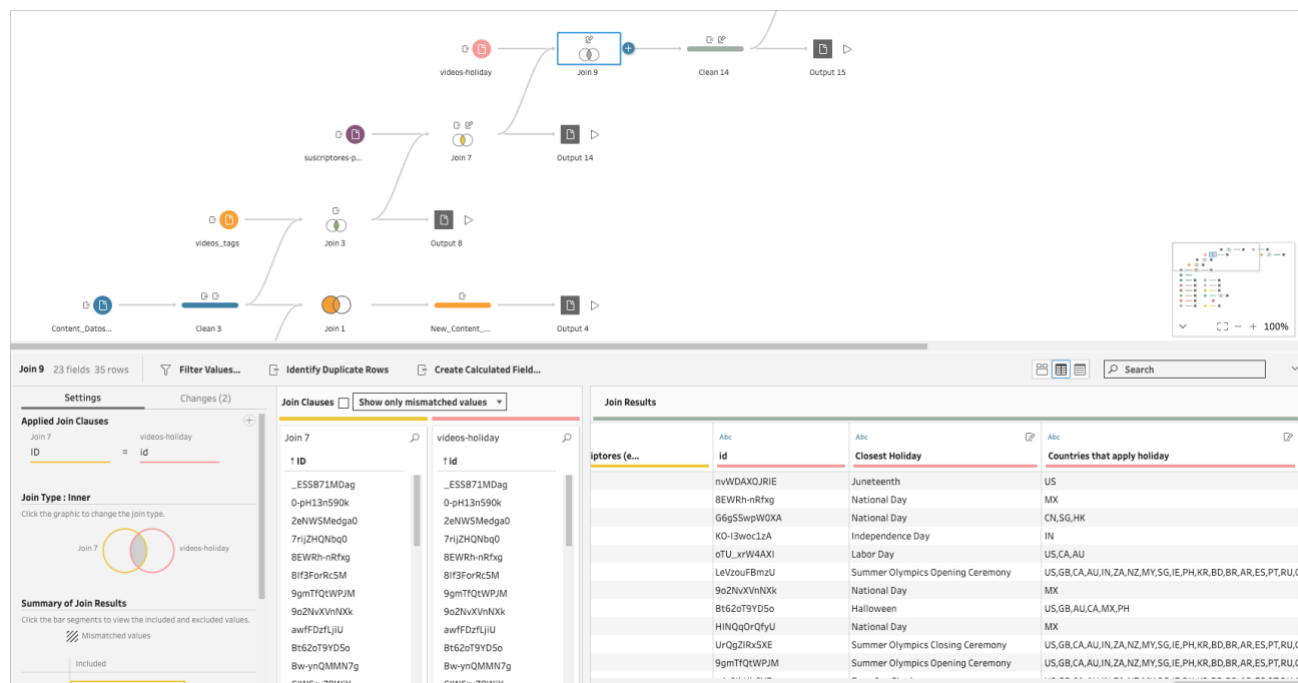 videos-holiday
Join 9
Clean 14
Output 15
suscriptores-p...
Join 7
Output 14
videos_tags
Join 3
Output 8
Content_Datos...
Clean 3
Join 1
New_Content_...
Output 4
100%
Join 9 23 fields 35 rows
Filter Values...
Identify Duplicate Rows
Create Calculated Field...
Search
Settings
Changes (2)
Applied Join Clauses
Join 7
videos-holiday
ID = id
Join Type : Inner
Click the graphic to change the join type.
Join 7
videos-holiday
Summary of Join Results
Click the bar segments to view the included and excluded values.
Mismatched values
Included
Join Clauses
Show only mismatched values
Join 7
ID
_ESSB71MDag
0-pH13n590k
2eNWSMedga0
7rijZHQNbq0
8EWRh-nRfxg
8If3ForRcSM
9gmTfQtWPJM
9o2NvXVnNXk
awfFDzfLjiU
Bt62oT9YD5o
Bw-ynQMMN7g
videos-holiday
id
_ESSB71MDag
0-pH13n590k
2eNWSMedga0
7rijZHQNbq0
8EWRh-nRfxg
8If3ForRcSM
9gmTfQtWPJM
9o2NvXVnNXk
awfFDzfLjiU
Bt62oT9YD5o
Bw-ynQMMN7g
Join Results
Abc Abc Abc
iptores (e... id Closest Holiday Countries that apply holiday
nvWDAXOJRIE Juneteenth US
8EWRh-nRfxg National Day MX
G6gSSwpW0XA National Day CN,SG,HK
KO-I3woc1zA Independence Day IN
oTU_xrW4AXI Labor Day US,CA,AU
LeVzouFBmzU Summer Olympics Opening Ceremony US,GB,CA,AU,IN,ZA,NZ,MY,SG,IE,PH,KR,BD,BR,AR,ES,PT,RU,
9o2NvXVnNXk National Day MX
Bt62oT9YD5o Halloween US,GB,AU,CA,MX,PH
HINQqOrQfyU National Day MX
UrQgZIRx5XE Summer Olympics Closing Ceremony US,GB,CA,AU,IN,ZA,NZ,MY,SG,IE,PH,KR,BD,BR,AR,ES,PT,RU,
9gmTfQtWPJM Summer Olympics Opening Ceremony US,GB,CA,AU,IN,ZA,NZ,MY,SG,IE,PH,KR,BD,BR,AR,ES,PT,RU,